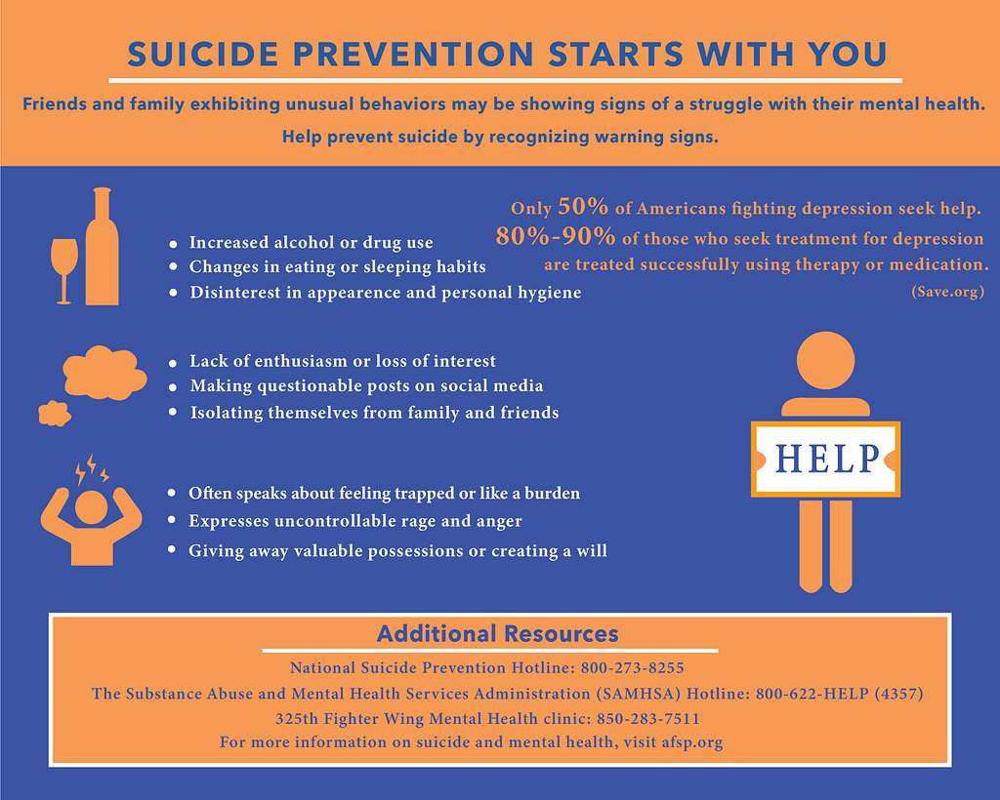 SUICIDE PREVENTION STARTS WITH YOU
Friends and family exhibiting unusual behaviors may be showing signs of a struggle with their mental health.
Help prevent suicide by recognizing warning signs.
Only 50% of Americans fighting depression seek help.
80%-90% of those who seek treatment for depression
are treated successfully using therapy or medication.
(Save.org)
• Increased alcohol or drug use
• Changes in eating or sleeping habits
• Disinterest in appearence and personal hygiene
• Lack of enthusiasm or loss of interest
• Making questionable posts on social media
• Isolating themselves from family and friends
HELP
• Often speaks about feeling trapped or like a burden
• Expresses uncontrollable rage and anger
• Giving away valuable possessions or creating a will
Additional Resources
National Suicide Prevention Hotline: 800-273-8255
The Substance Abuse and Mental Health Services Administration (SAMHSA) Hotline: 800-622-HELP (4357)
325th Fighter Wing Mental Health clinic: 850-283-7511
For more information on suicide and mental health, visit afsp.org